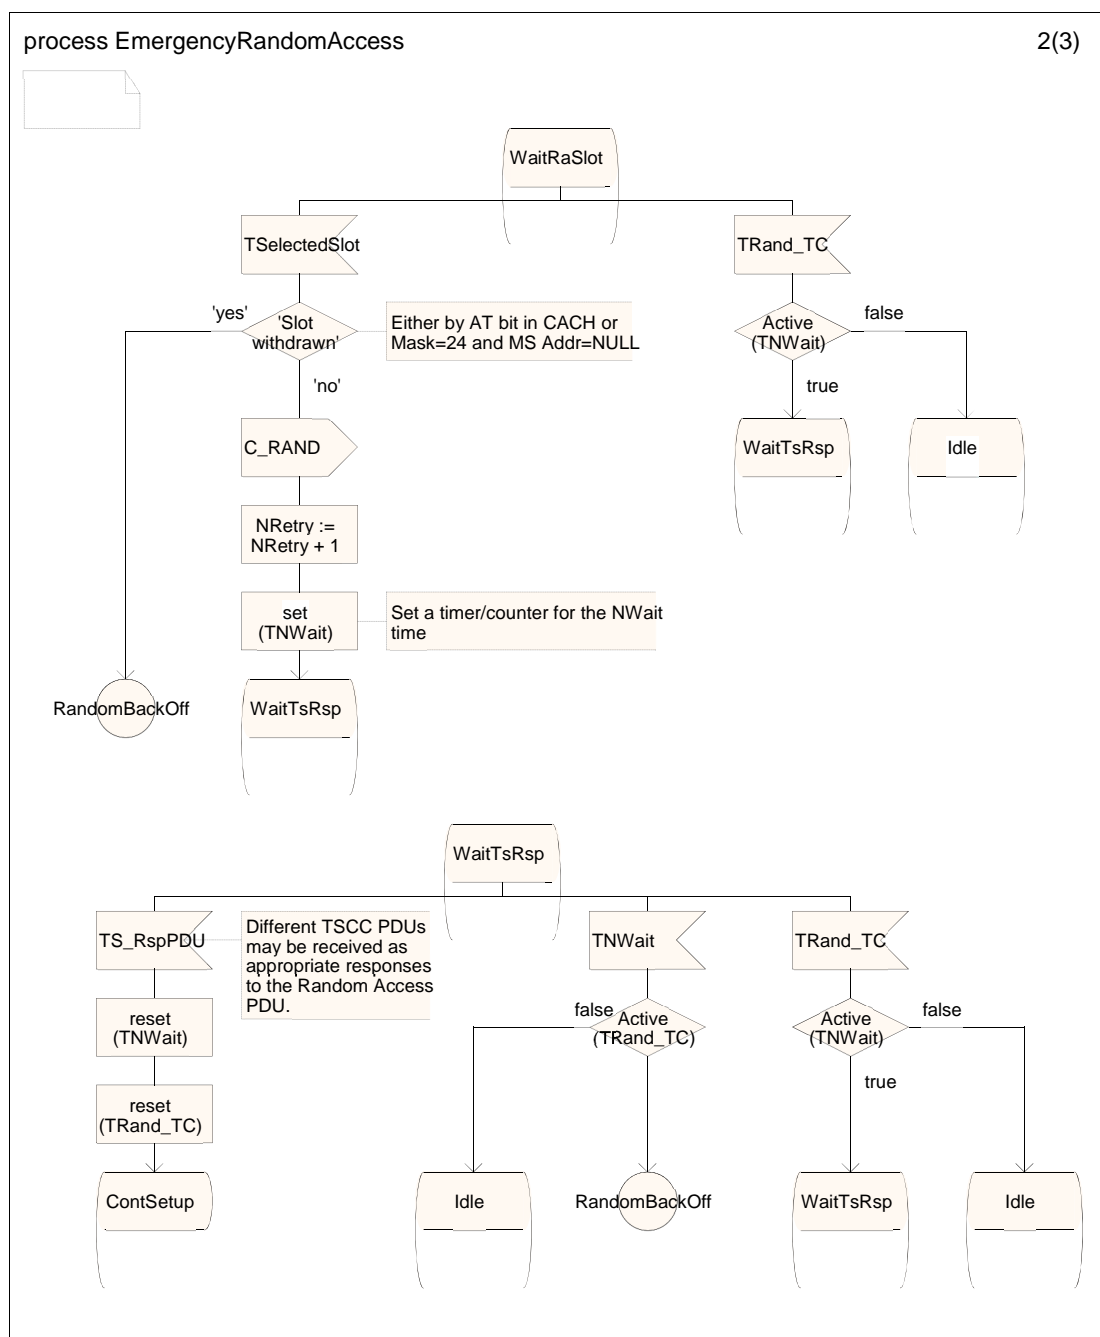 process EmergencyRandomAccess
2(3)
WaitRaSlot
TSelectedSlot
TRand_TC
'yes'
'Slot
withdrawn'
Either by AT bit in CACH or
Mask=24 and MS Addr=NULL
Active
(TNWait)
false
'no'
true
C_RAND
WaitTsRsp
Idle
NRetry :=
NRetry + 1
set
(TNWait)
Set a timer/counter for the NWait
time
RandomBackOff
WaitTsRsp
WaitTsRsp
TS_RspPDU
Different TSCC PDUs
may be received as
appropriate responses
to the Random Access
PDU.
TNWait
TRand_TC
reset
(TNWait)
false
Active
(TRand_TC)
Active
(TNWait)
false
true
reset
(TRand_TC)
ContSetup
Idle
RandomBackOff
WaitTsRsp
Idle